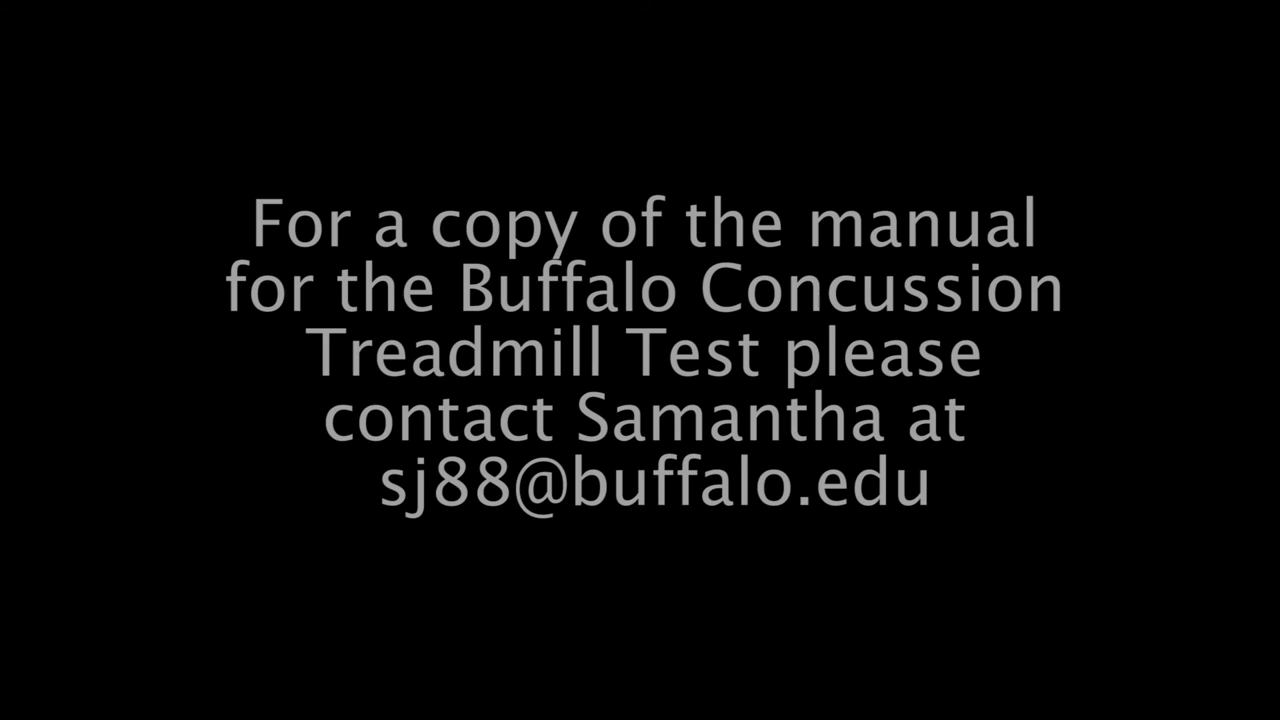 For a copy of the manual
for the Buffalo Concussion
Treadmill Test please
contact Samantha at
sj88@buffalo.edu